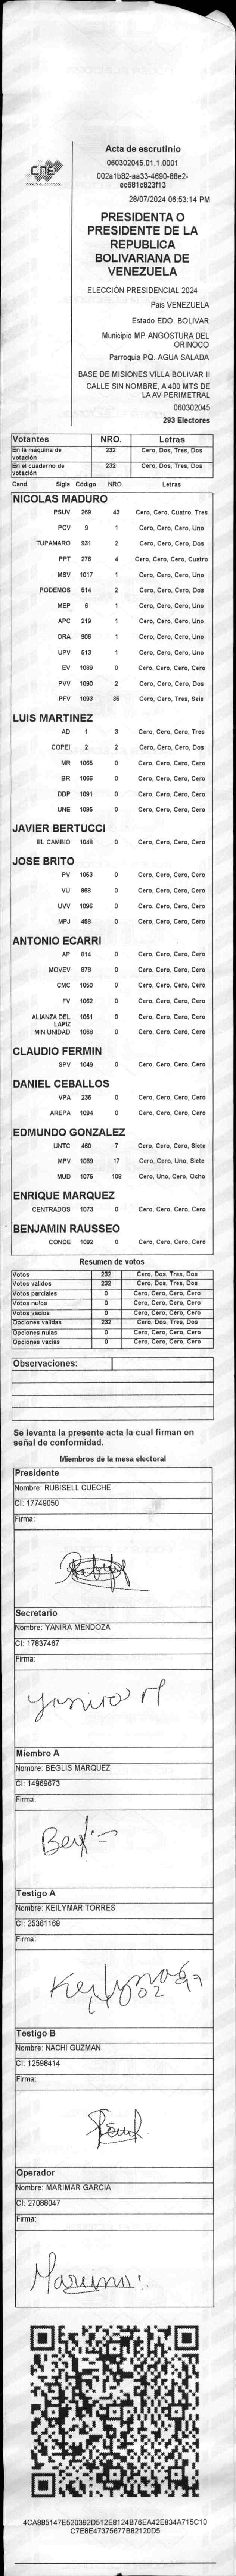 CNE
Acta de escrutinio
060302045.01.1.0001
002a1b82-aa33-4690-88e2-
ec681c823f13
28/07/2024 06:53:14 PM
PRESIDENTA O
PRESIDENTE DE LA
REPUBLICA
BOLIVARIANA DE
VENEZUELA
ELECCIÓN PRESIDENCIAL 2024
Pais VENEZUELA
Estado EDO. BOLIVAR
Municipio MP. ANGOSTURA DEL
ORINOCO
Parroquia PQ. AGUA SALADA
BASE DE MISIONES VILLA BOLIVAR II
CALLE SIN NOMBRE, A 400 MTS DE
LA AV PERIMETRAL
060302045
293 Electores
Votantes NRO. Letras
En la máquina de votación 232 Cero, Dos, Tres, Dos
En el cuaderno de votación 232 Cero, Dos, Tres, Dos
Cand. Sigla Código NRO. Letras
NICOLAS MADURO
PSUV 269 43 Cero, Cero, Cuatro, Tres
PCV 9 1 Cero, Cero, Cero, Uno
TUPAMARO 931 2 Cero, Cero, Cero, Dos
PPT 276 4 Cero, Cero, Cero, Cuatro
MSV 1017 1 Cero, Cero, Cero, Uno
PODEMOS 514 2 Cero, Cero, Cero, Dos
MEP 6 1 Cero, Cero, Cero, Uno
APC 219 1 Cero, Cero, Cero, Uno
ORA 906 1 Cero, Cero, Cero, Uno
UPV 513 1 Cero, Cero, Cero, Uno
EV 1089 0 Cero, Cero, Cero, Cero
PVV 1090 2 Cero, Cero, Cero, Dos
PFV 1093 36 Cero, Cero, Tres, Seis
LUIS MARTINEZ
AD 1 3 Cero, Cero, Cero, Tres
COPEI 2 2 Cero, Cero, Cero, Dos
MR 1065 0 Cero, Cero, Cero, Cero
BR 1066 0 Cero, Cero, Cero, Cero
DDP 1091 0 Cero, Cero, Cero, Cero
UNE 1095 0 Cero, Cero, Cero, Cero
JAVIER BERTUCCI
EL CAMBIO 1048 0 Cero, Cero, Cero, Cero
JOSE BRITO
PV 1053 0 Cero, Cero, Cero, Cero
VU 868 0 Cero, Cero, Cero, Cero
UVV 1096 0 Cero, Cero, Cero, Cero
MPJ 458 0 Cero, Cero, Cero, Cero
ANTONIO ECARRI
AP 914 0 Cero, Cero, Cero, Cero
MOVEV 979 0 Cero, Cero, Cero, Cero
CMC 1050 0 Cero, Cero, Cero, Cero
FV 1062 0 Cero, Cero, Cero, Cero
ALIANZA DEL LAPIZ 1051 0 Cero, Cero, Cero, Cero
MIN UNIDAD 1068 0 Cero, Cero, Cero, Cero
CLAUDIO FERMIN
SPV 1049 0 Cero, Cero, Cero, Cero
DANIEL CEBALLOS
VPA 236 0 Cero, Cero, Cero, Cero
AREPA 1094 0 Cero, Cero, Cero, Cero
EDMUNDO GONZALEZ
UNTC 460 7 Cero, Cero, Cero, Siete
MPV 1069 17 Cero, Cero, Uno, Siete
MUD 1075 108 Cero, Uno, Cero, Ocho
ENRIQUE MARQUEZ
CENTRADOS 1073 0 Cero, Cero, Cero, Cero
BENJAMIN RAUSSEO
CONDE 1092 0 Cero, Cero, Cero, Cero
Resumen de votos
Votos 232 Cero, Dos, Tres, Dos
Votos validos 232 Cero, Dos, Tres, Dos
Votos parciales 0 Cero, Cero, Cero, Cero
Votos nulos 0 Cero, Cero, Cero, Cero
Votos vacios 0 Cero, Cero, Cero, Cero
Opciones validas 232 Cero, Dos, Tres, Dos
Opciones nulas 0 Cero, Cero, Cero, Cero
Opciones vacias 0 Cero, Cero, Cero, Cero
Observaciones:
Se levanta la presente acta la cual firman en
señal de conformidad.
Miembros de la mesa electoral
Presidente
Nombre: RUBISELL CUECHE
CI: 17749050
Firma:
Secretario
Nombre: YANIRA MENDOZA
CI: 17837467
Firma:
Yanira M
Miembro A
Nombre: BEGLIS MARQUEZ
CI: 14969673
Firma:
Testigo A
Nombre: KEILYMAR TORRES
CI: 25361169
Firma:
Testigo B
Nombre: NACHI GUZMAN
CI: 12598414
Firma:
Operador
Nombre: MARIMAR GARCIA
CI: 27088047
Firma:
4CA885147E520392D512E8124B76EA42E834A715C10
C7E8E47375677B82120D5